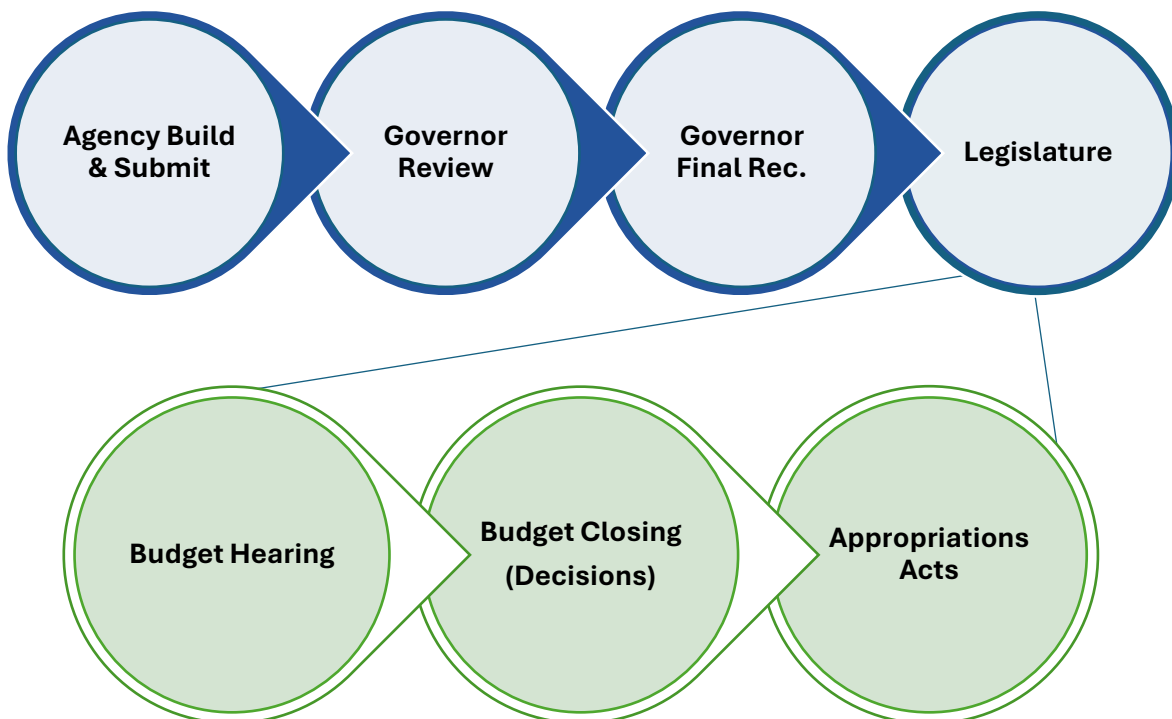 Agency Build
& Submit
Governor
Review
Governor
Final Rec.
Legislature
Budget Hearing
Budget Closing
(Decisions)
Appropriations
Acts